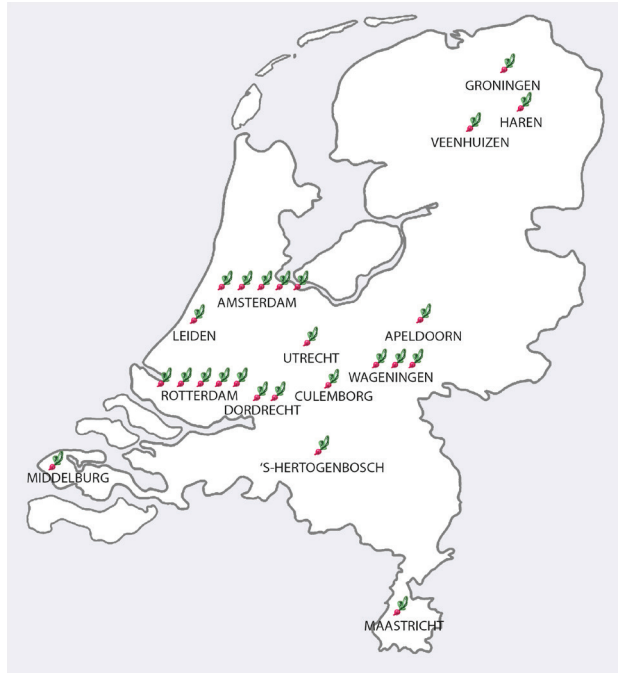 GRONINGEN
HAREN
VEENHUIZEN
AMSTERDAM
LEIDEN
APELDOORN
UTRECHT
WAGENINGEN
ROTTERDAM
CULEMBORG
DORDRECHT
'S-HERTOGENBOSCH
MIDDELBURG
MAASTRICHT